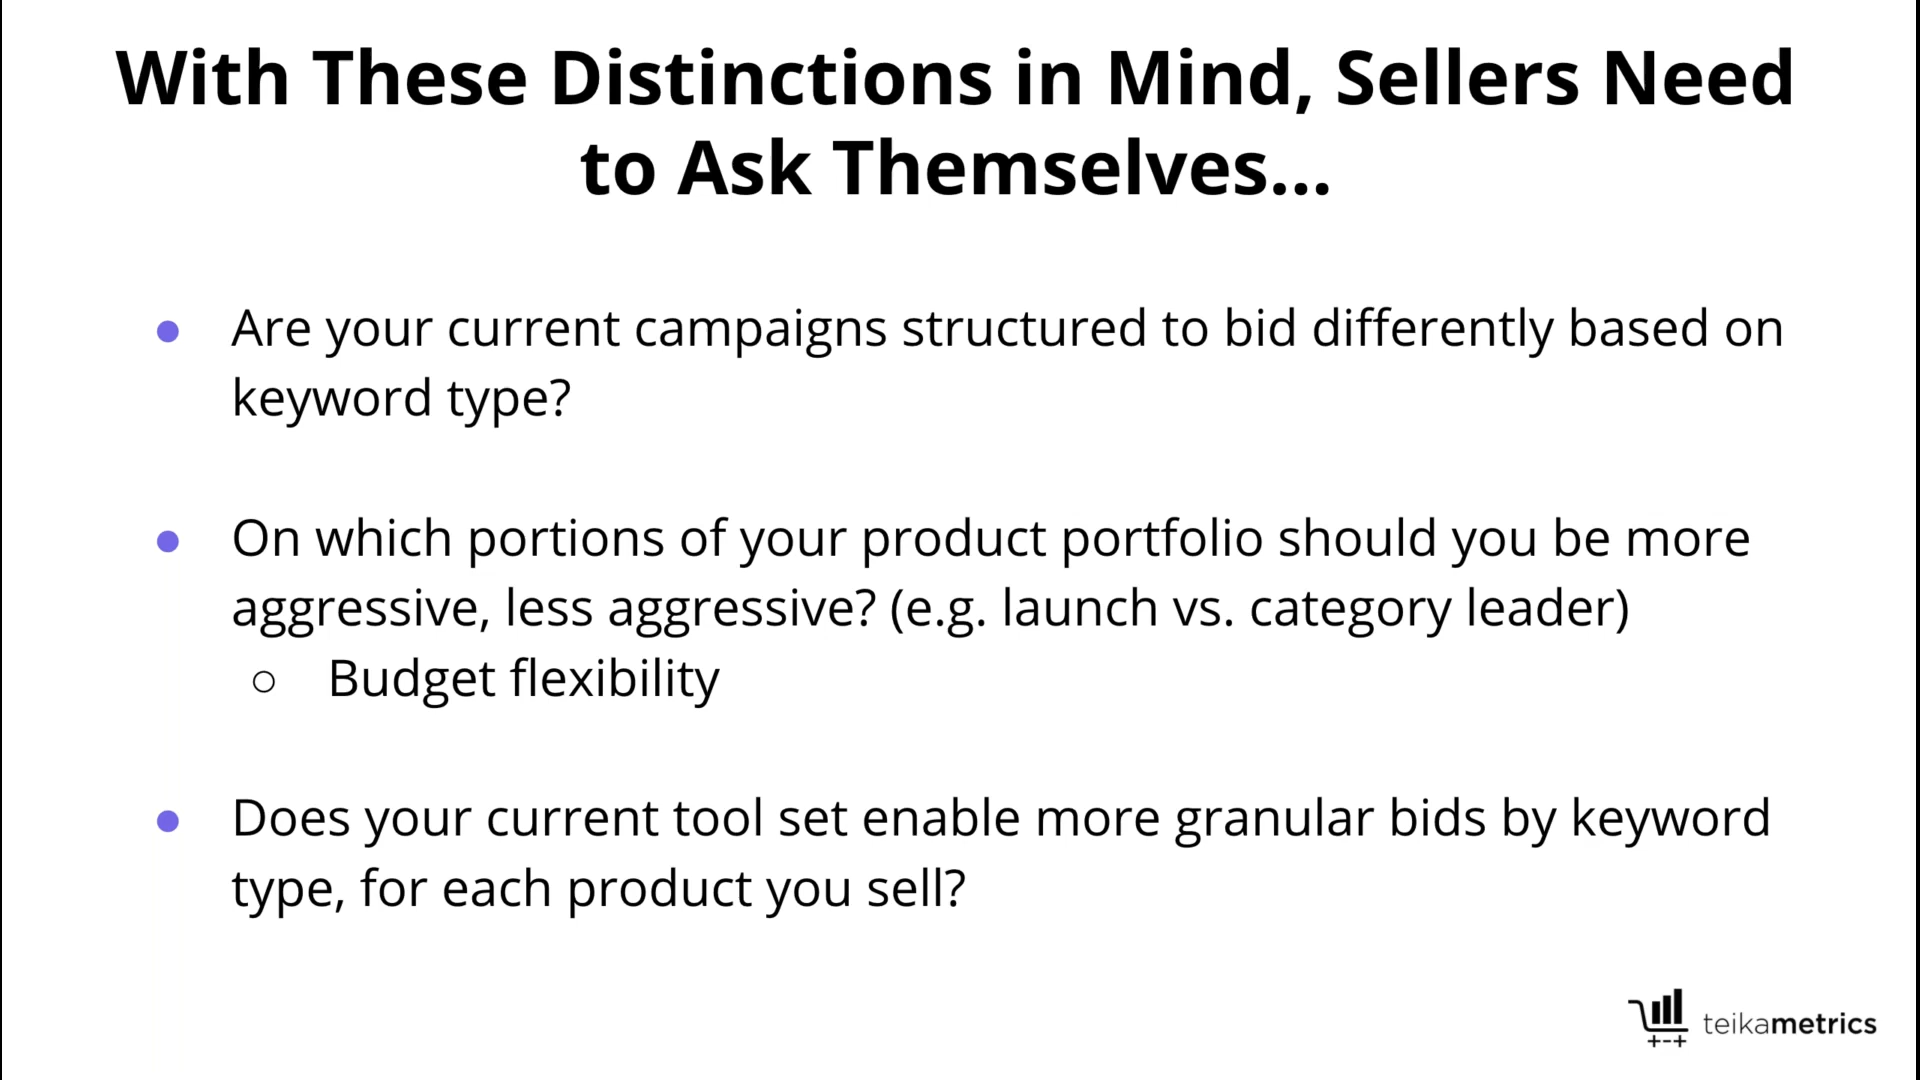 With These Distinctions in Mind, Sellers Need
to Ask Themselves...
● Are your current campaigns structured to bid differently based on
keyword type?
● On which portions of your product portfolio should you be more
aggressive, less aggressive? (e.g. launch vs. category leader)
○ Budget flexibility
● Does your current tool set enable more granular bids by keyword
type, for each product you sell?
teikametrics